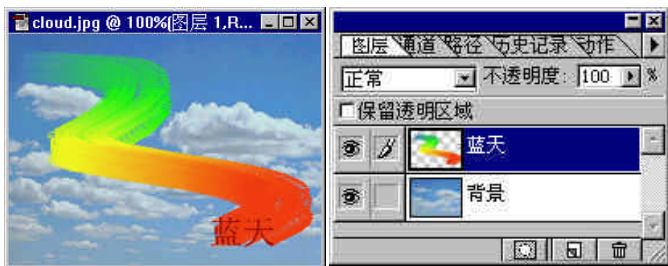 cloud.jpg @ 100%(图层 1,R...
蓝天
图层 通道 路径 历史记录 动作
正常 不透明度: 100 %
保留透明区域
蓝天
背景